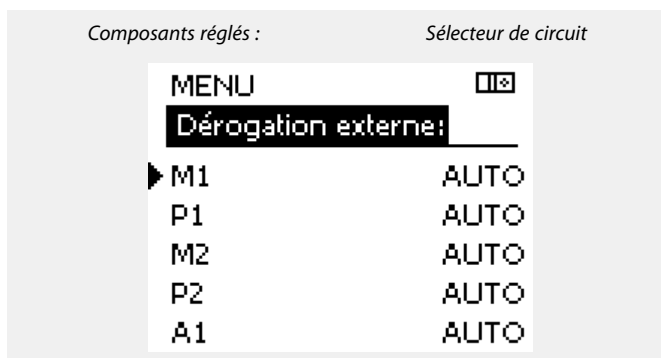 Composants réglés : Sélecteur de circuit
MENU
Dérogation externe:
M1 AUTO
P1 AUTO
M2 AUTO
P2 AUTO
A1 AUTO